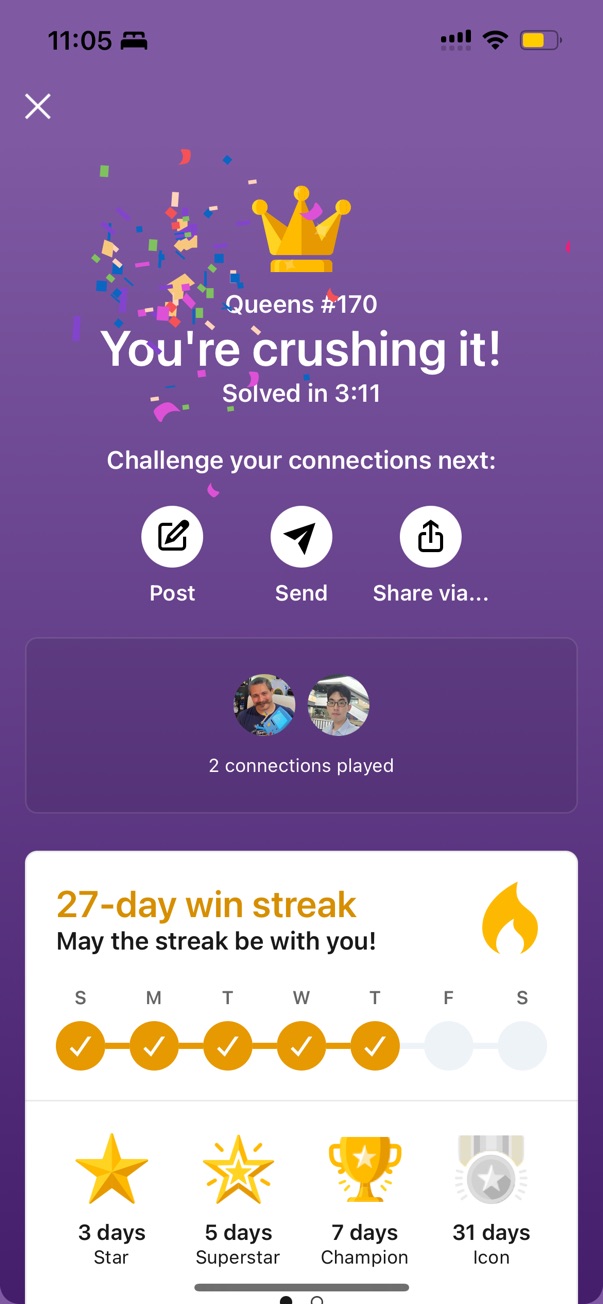 11:05
Queens #170
You're crushing it!
Solved in 3:11
Challenge your connections next:
Post Send Share via...
2 connections played
27-day win streak
May the streak be with you!
S M T W T F S
3 days 5 days 7 days 31 days
Star Superstar Champion Icon